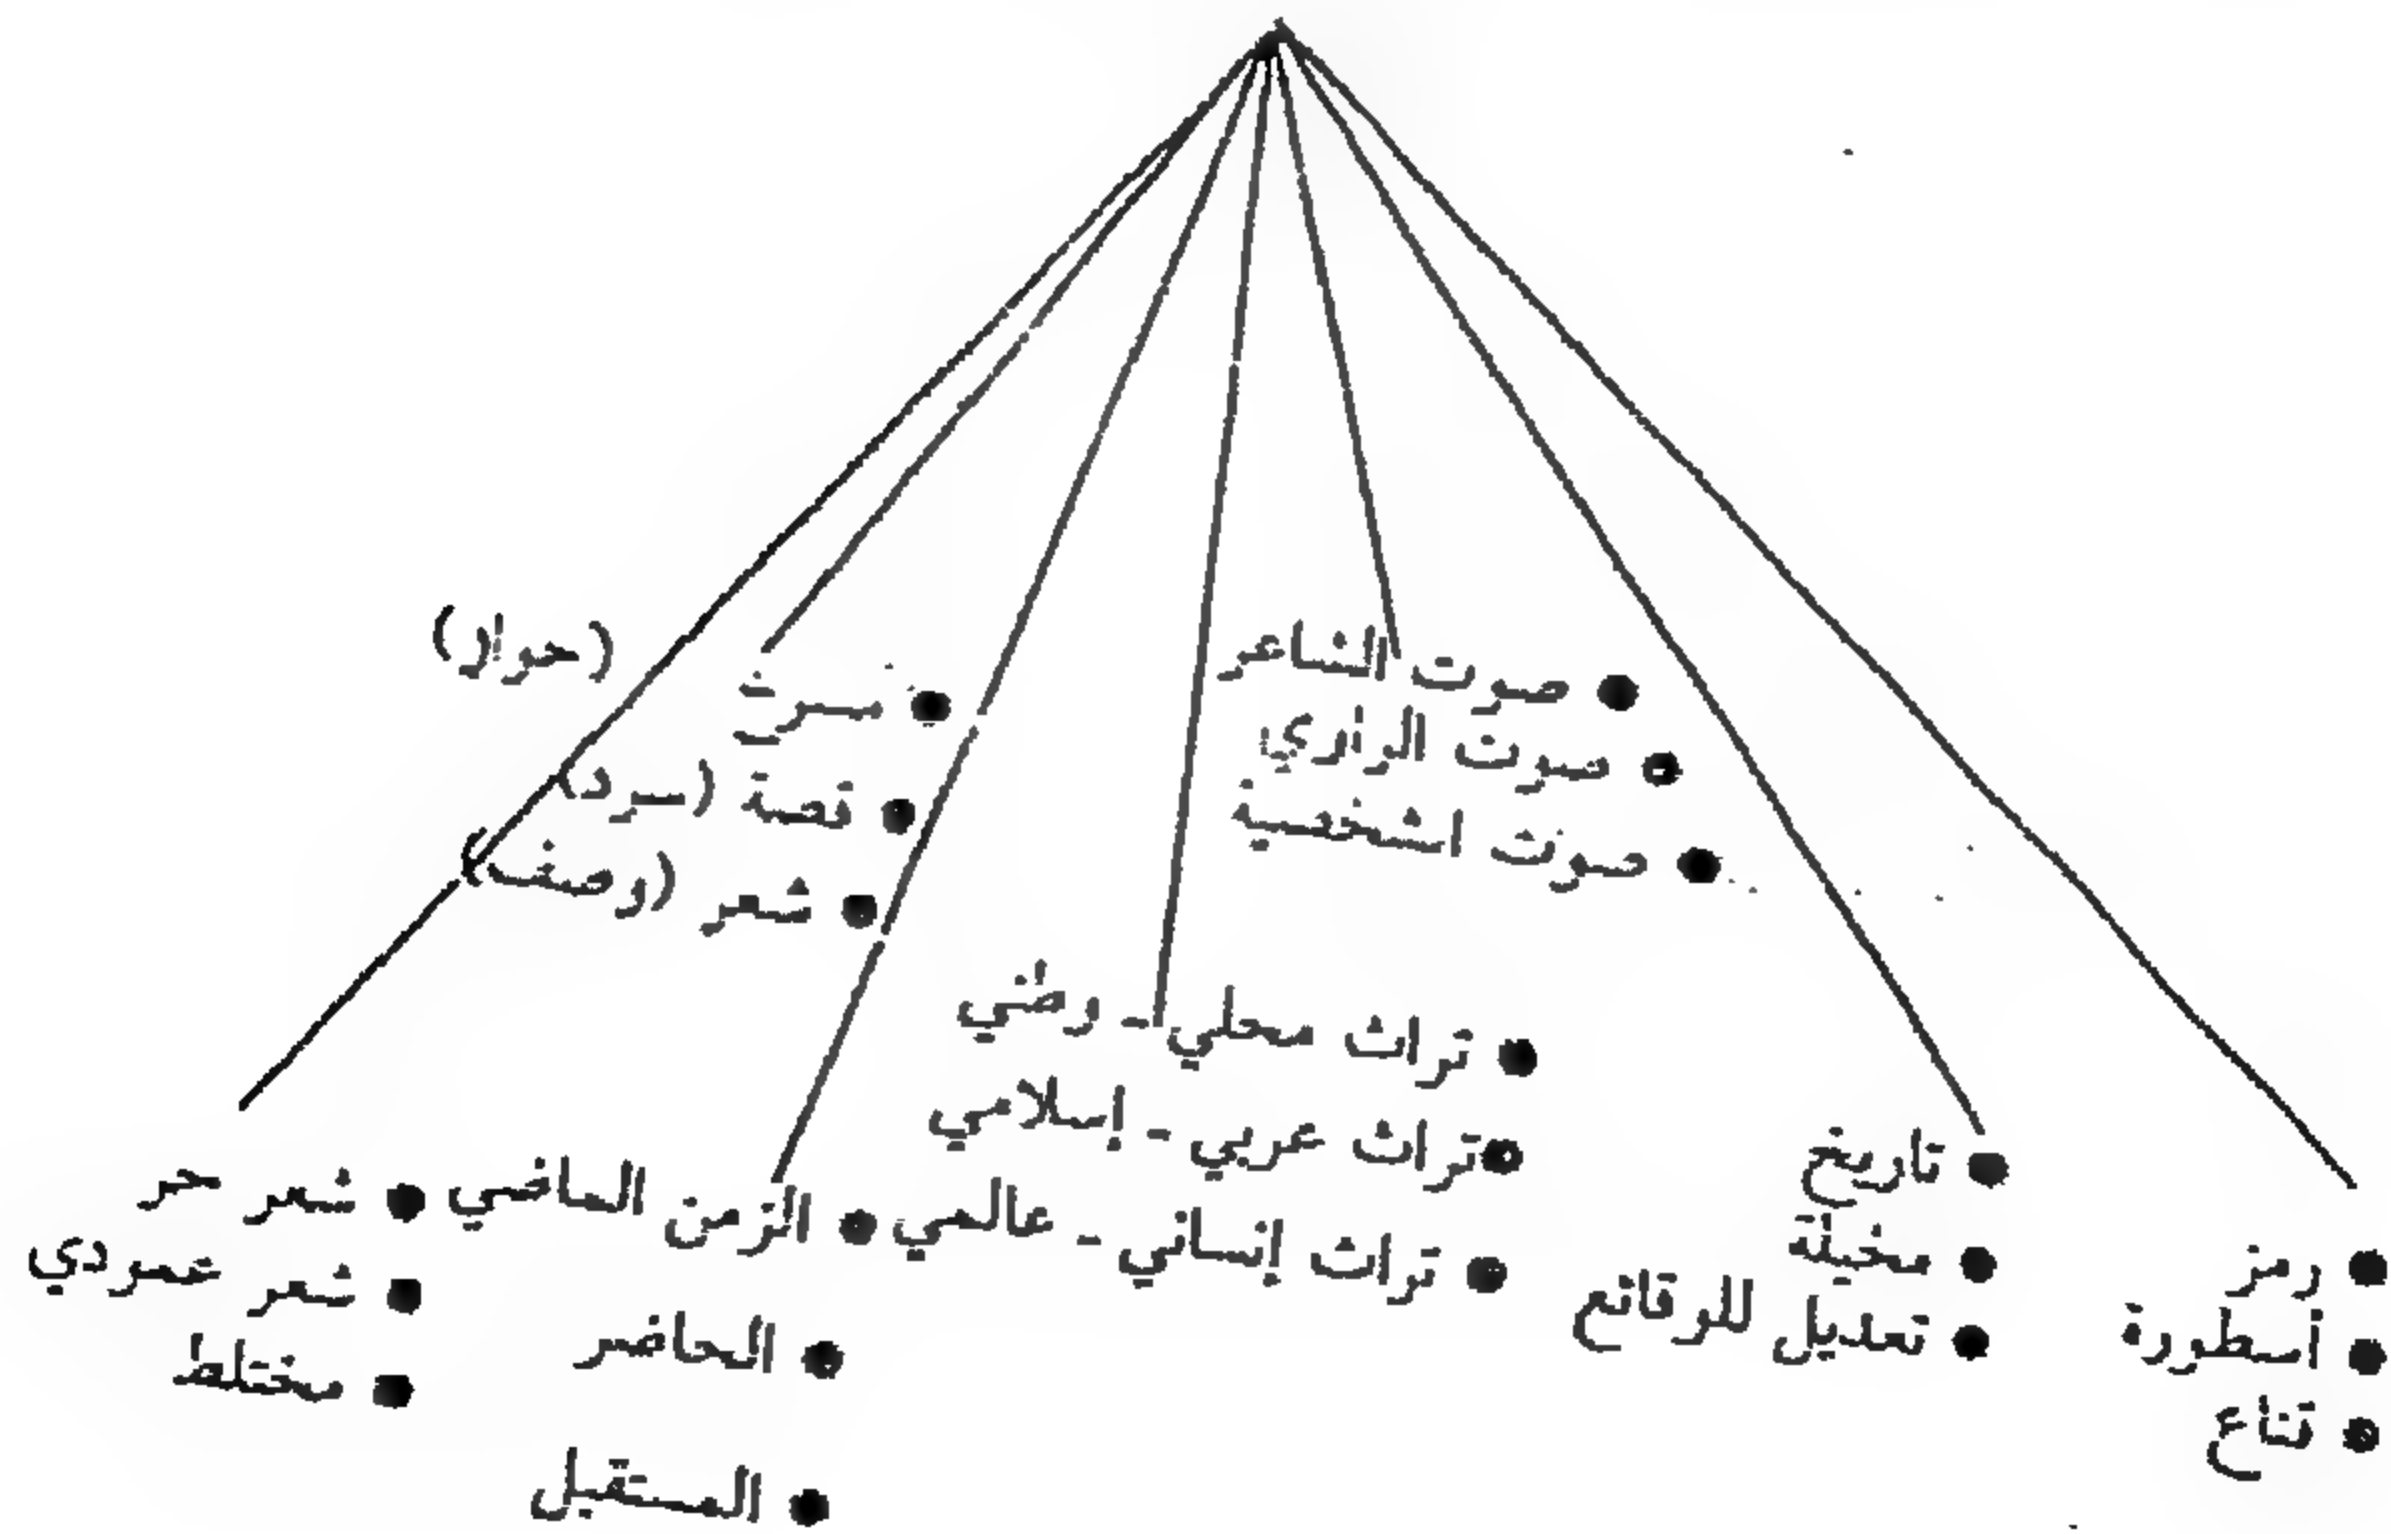 ● رمز
● أسطورة
● قناع
● تاريخ
● مخيلة
● تعديل للوقائع
● صوت الشاعر
● صوت الراوي
● صوت الشخصية
● تراث محلي - وطني
● تراث عربي - إسلامي
● تراث إنساني - عالمي
● الزمن الماضي
● الحاضر
● المستقبل
● مسرح (حوار)
● قصة (سرد)
● شعر (وصف)
● شعر حر
● شعر عمودي
● مختلط